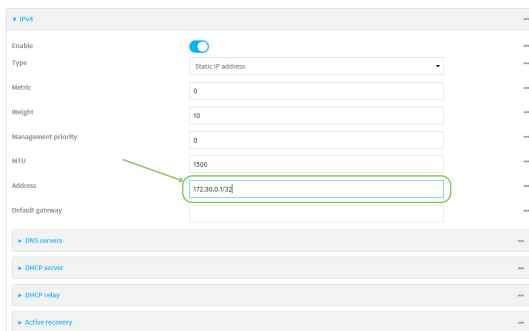 ▾ IPv4
Enable
Type Static IP address
Metric 0
Weight 10
Management priority 0
MTU 1500
Address 172.30.0.1/32
Default gateway
▸ DNS servers
▸ DHCP server
▸ DHCP relay
▸ Active recovery